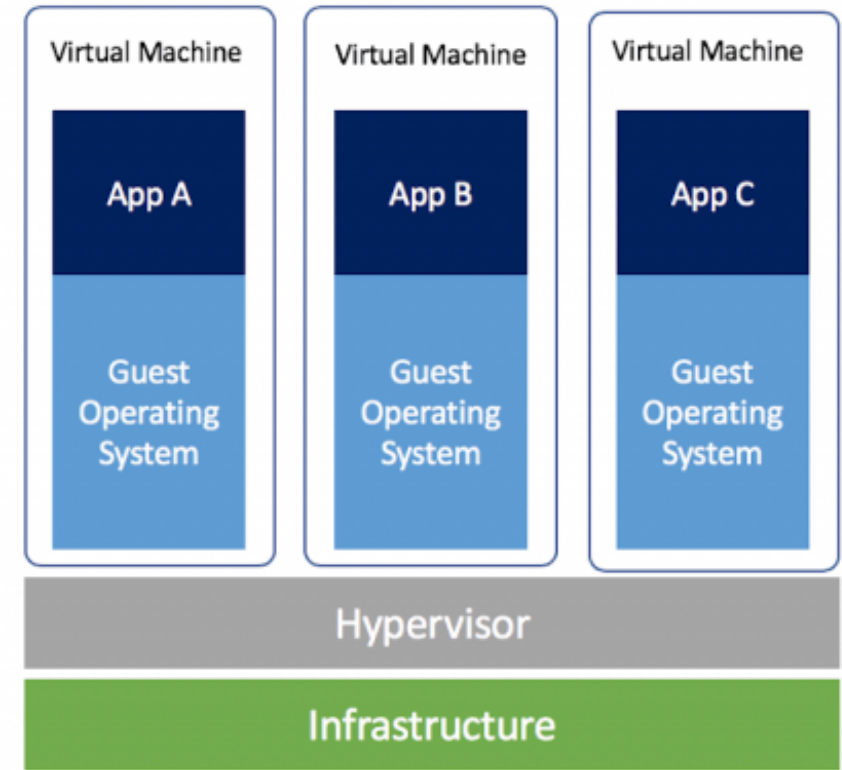 Virtual Machine
Virtual Machine
Virtual Machine
App A
App B
App C
Guest
Operating
System
Guest
Operating
System
Guest
Operating
System
Hypervisor
Infrastructure